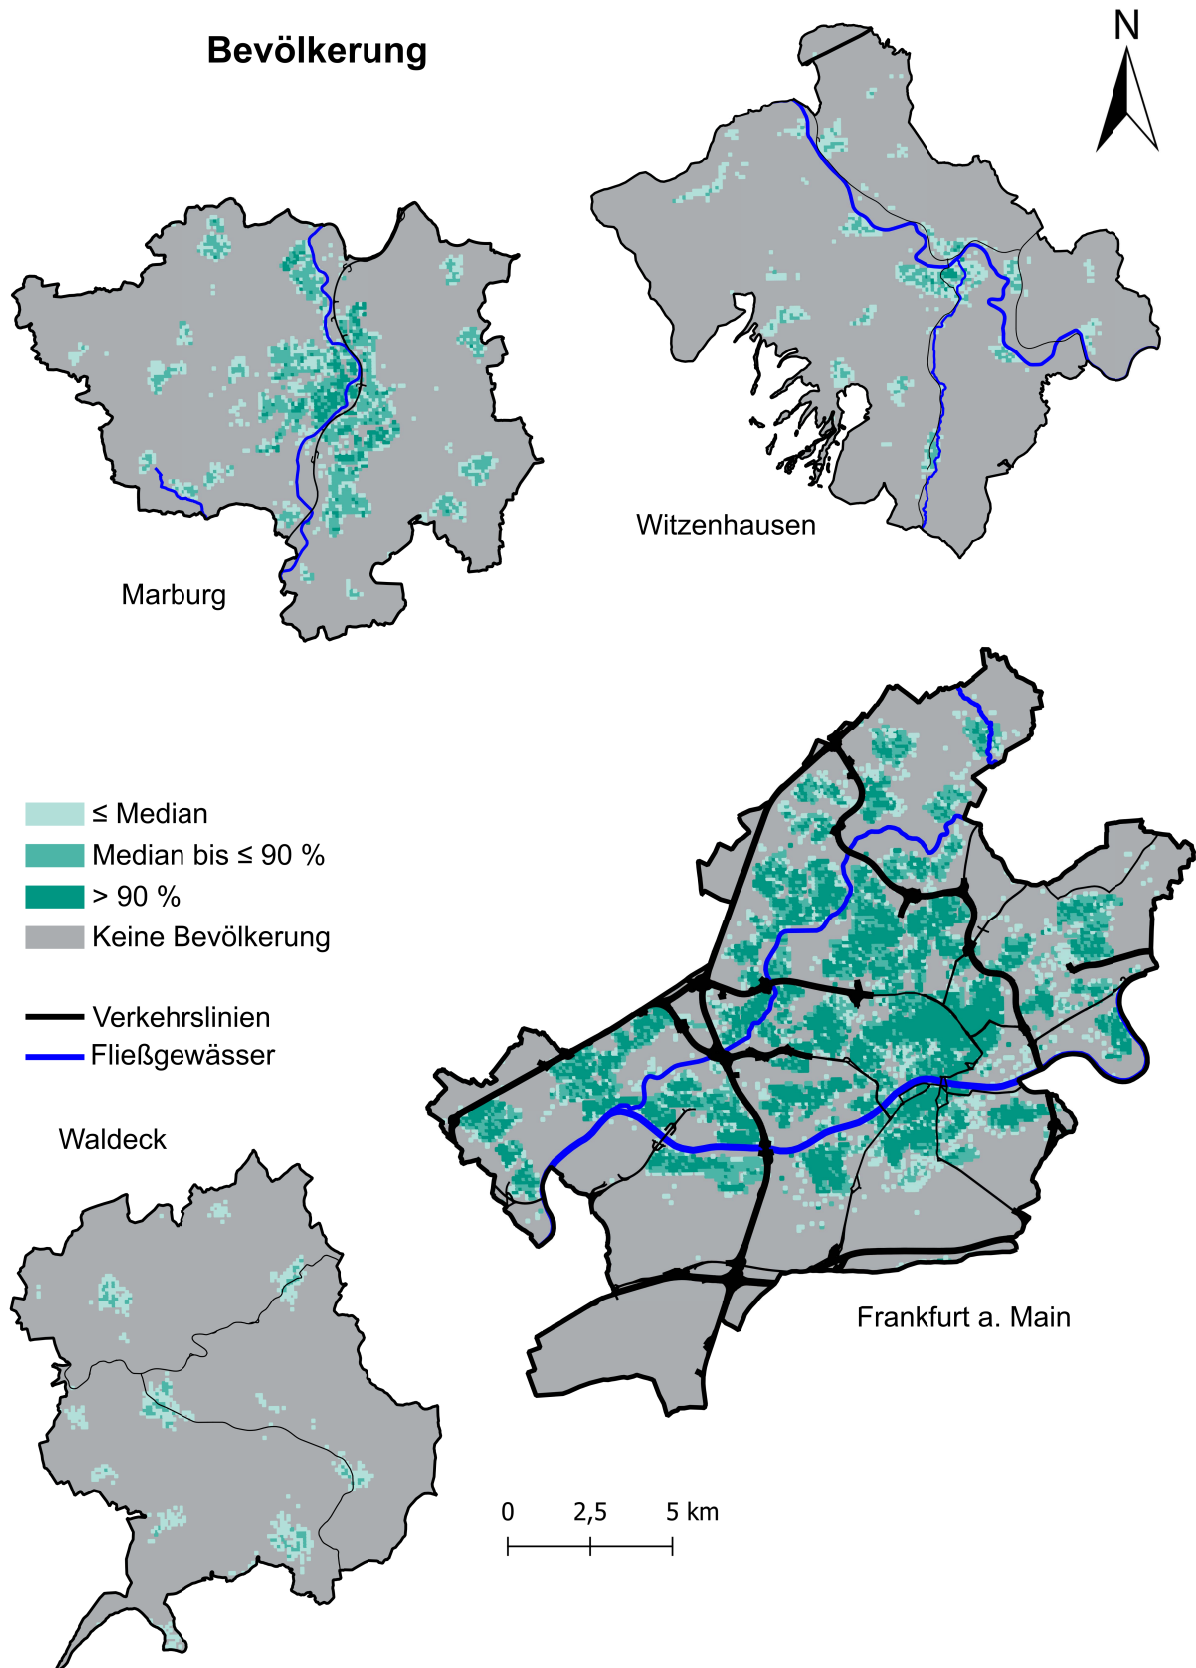 Bevölkerung
N
Witzenhausen
Marburg
≤ Median
Median bis ≤ 90 %
> 90 %
Keine Bevölkerung
Verkehrslinien
Fließgewässer
Waldeck
Frankfurt a. Main
0 2,5 5 km